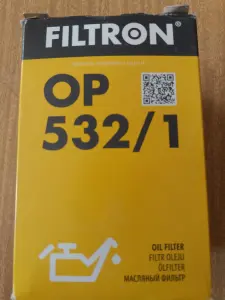 FILTRON®
OP
532/1
OIL FILTER
FILTR OLEJU
ÖLFILTER
МАСЛЯНЫЙ ФИЛЬТР